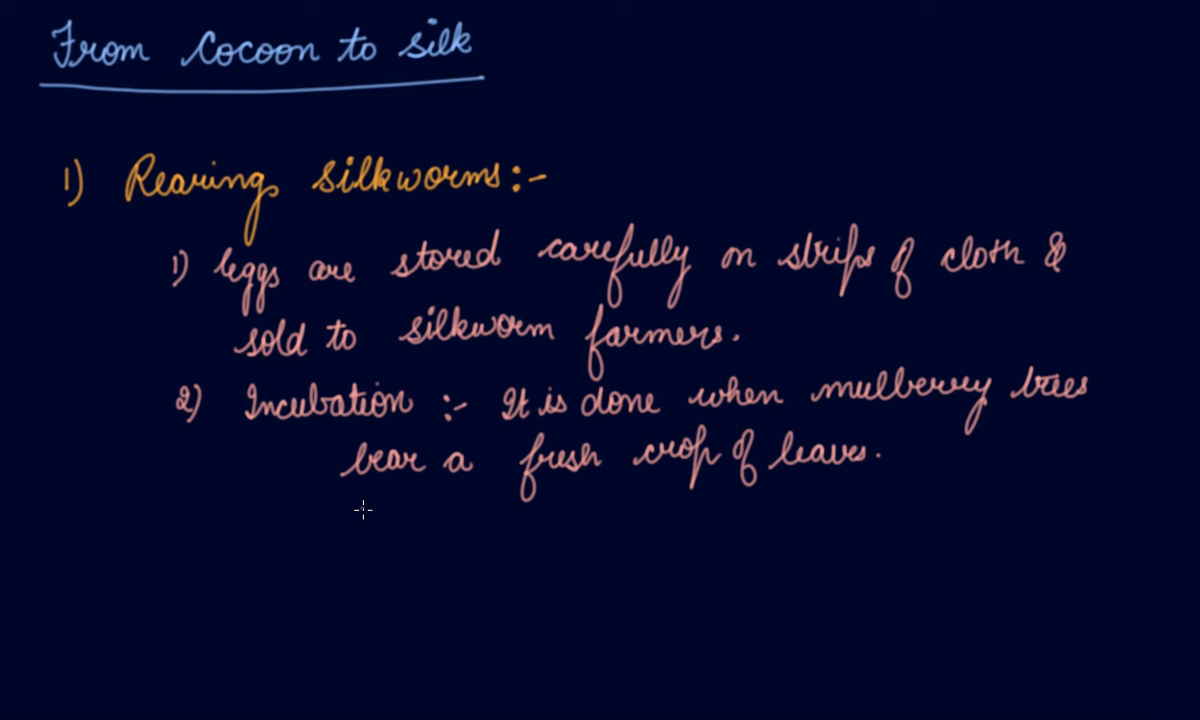 From Cocoon to silk
1) Rearing silkworms:-
1) eggs are stored carefully on strips of cloth &
sold to silkworm farmers.
2) Incubation :- It is done when mulberry trees
bear a fresh crop of leaves.